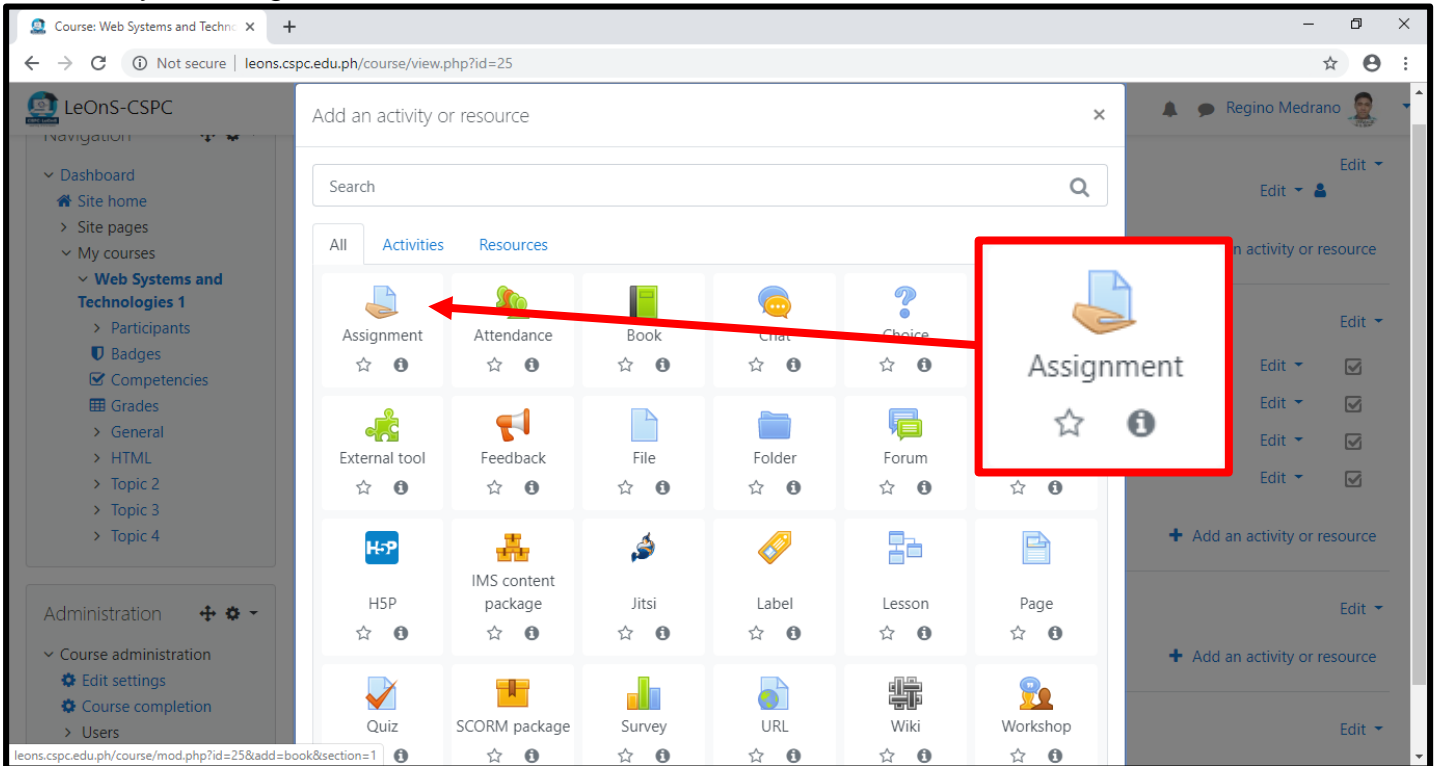 Course: Web Systems and Techno
Not secure | leons.cspc.edu.ph/course/view.php?id=25
LeOnS-CSPC
Regino Medrano
Navigation
Dashboard
Site home
Site pages
My courses
Web Systems and
Technologies 1
Participants
Badges
Competencies
Grades
General
HTML
Topic 2
Topic 3
Topic 4
Administration
Course administration
Edit settings
Course completion
Users
leons.cspc.edu.ph/course/mod.php?id=25&add=book&section=1
Add an activity or resource
Search
All Activities Resources
Assignment Attendance Book Chat Choice
External tool Feedback File Folder Forum
H5P IMS content package Jitsi Label Lesson Page
Quiz SCORM package Survey URL Wiki Workshop
Assignment
Edit
Edit
n activity or resource
Edit
Edit
Edit
Edit
Edit
Add an activity or resource
Edit
Add an activity or resource
Edit